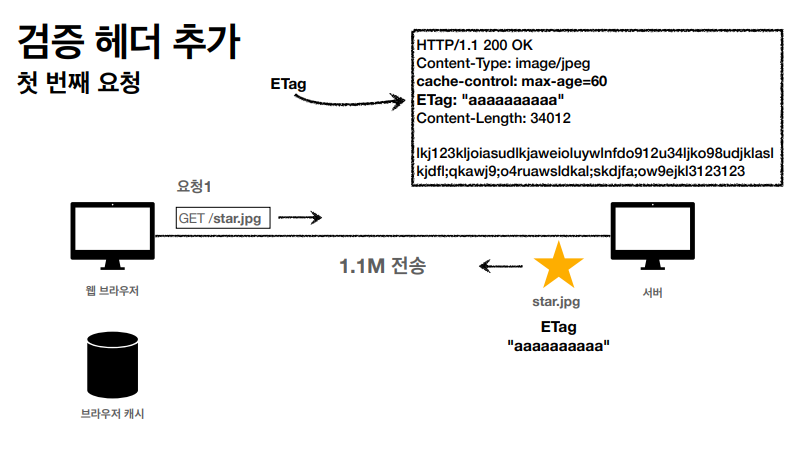 검증 헤더 추가
첫 번째 요청
ETag
HTTP/1.1 200 OK
Content-Type: image/jpeg
cache-control: max-age=60
ETag: "aaaaaaaaaa"
Content-Length: 34012
lkj123kljoiasudlkjaweioluywlnfdo912u34ljko98udjklasl
kjdfl;qkawj9;o4ruawsldkal;skdjfa;ow9ejkl3123123
요청1
GET /star.jpg
1.1M 전송
웹 브라우저
star.jpg
서버
ETag
"aaaaaaaaaa"
브라우저 캐시